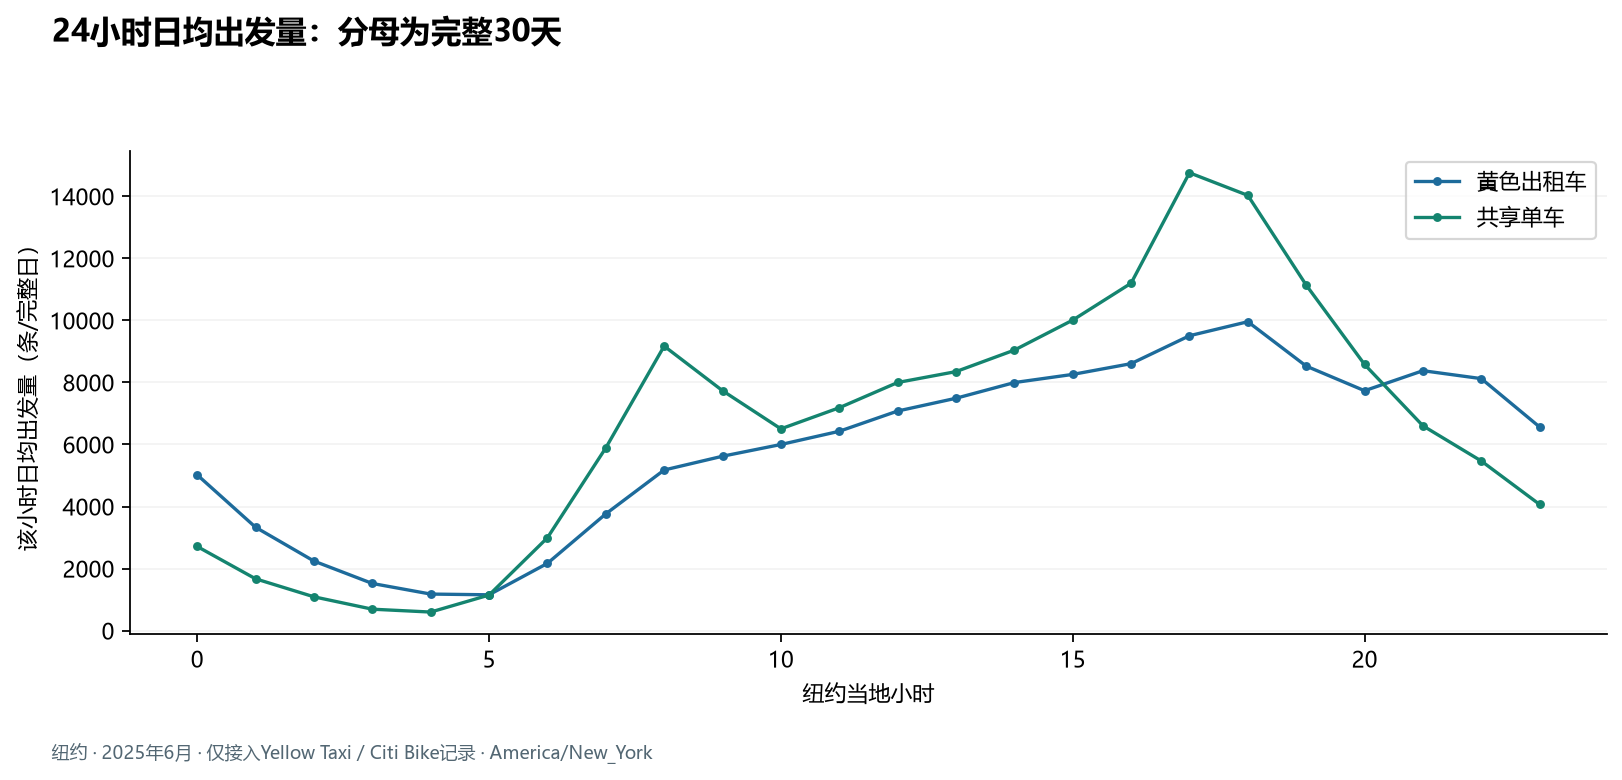 24小时日均出发量：分母为完整30天
该小时日均出发量（条/完整日）
14000
12000
10000
8000
6000
4000
2000
0
黄色出租车
共享单车
0 5 10 15 20
纽约当地小时
纽约 · 2025年6月 · 仅接入Yellow Taxi / Citi Bike记录 · America/New_York